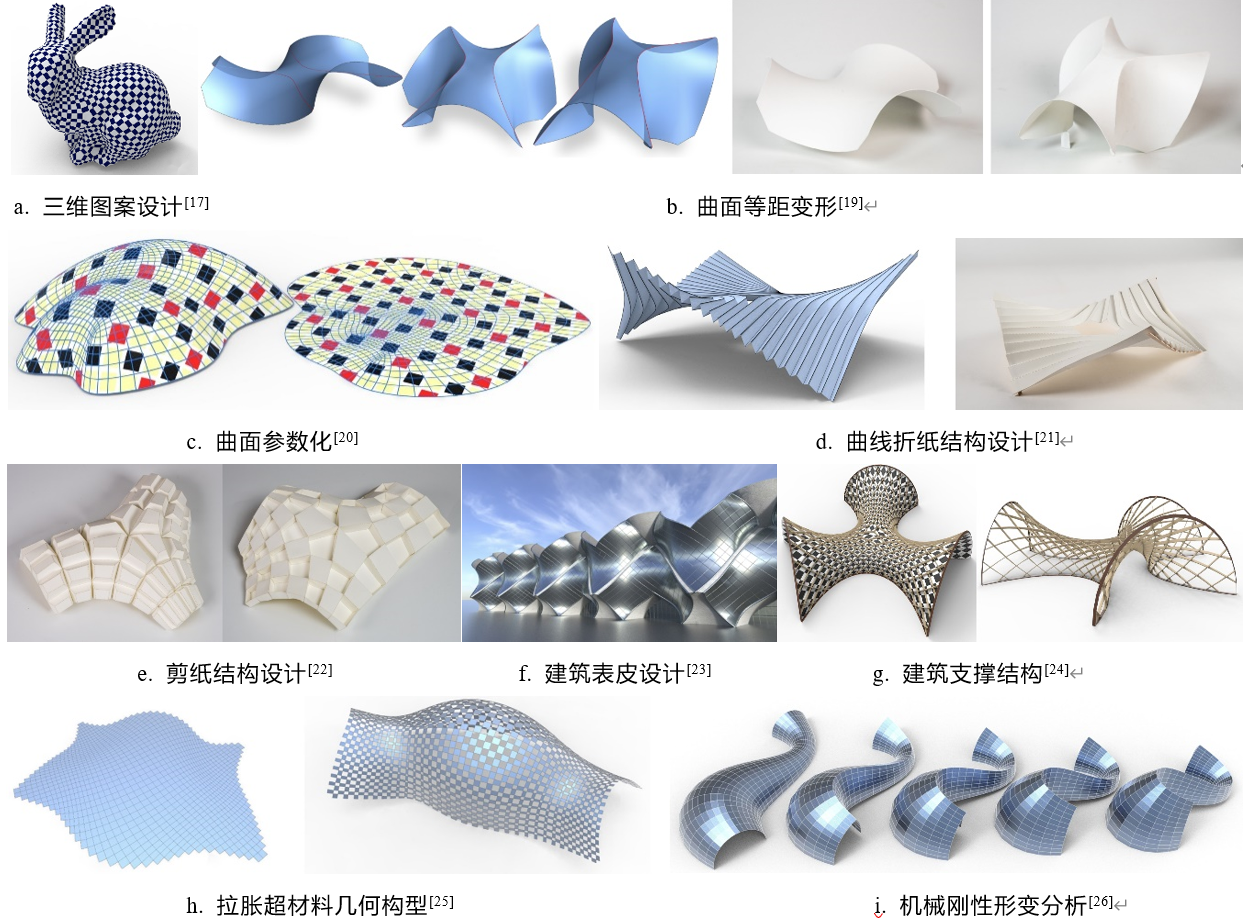 a. 三维图案设计[17]
b. 曲面等距变形[19]↵
c. 曲面参数化[20]
d. 曲线折纸结构设计[21]↵
e. 剪纸结构设计[22]
f. 建筑表皮设计[23]
g. 建筑支撑结构[24]↵
h. 拉胀超材料几何构型[25]
i. 机械刚性形变分析[26]↵